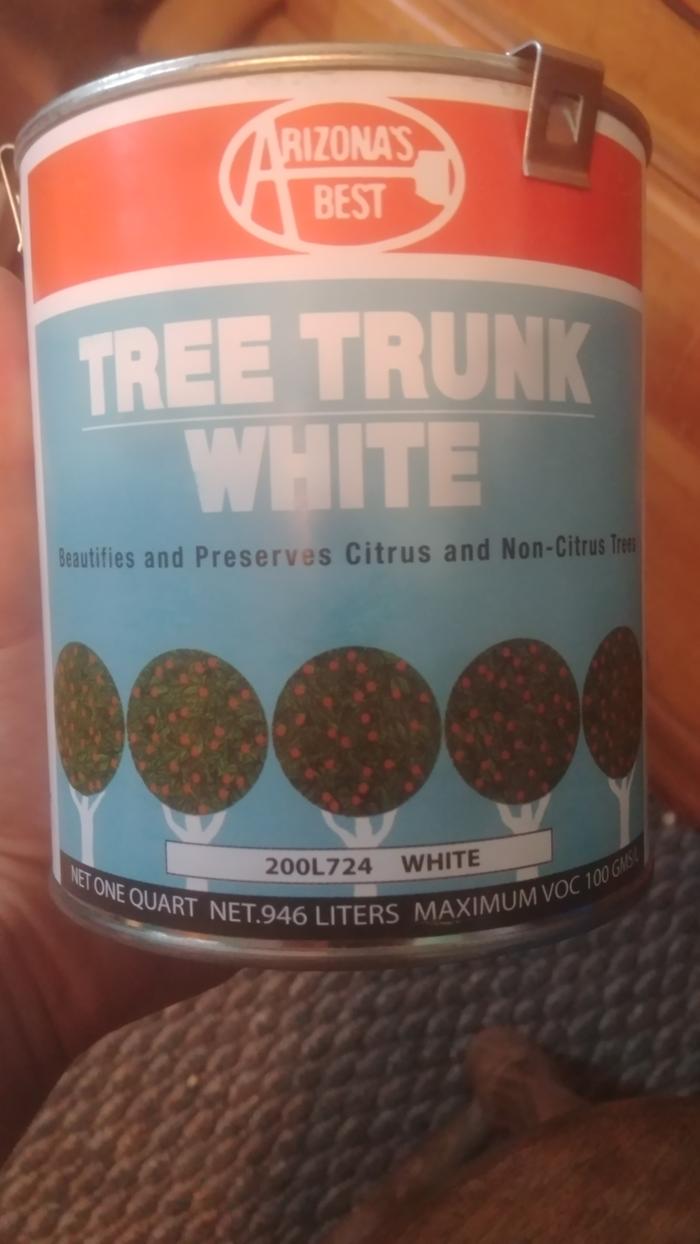 ARIZONA'S
BEST
TREE TRUNK
WHITE
Beautifies and Preserves Citrus and Non-Citrus Trees
200L724 WHITE
NET ONE QUART NET.946 LITERS MAXIMUM VOC 100 GMS/L